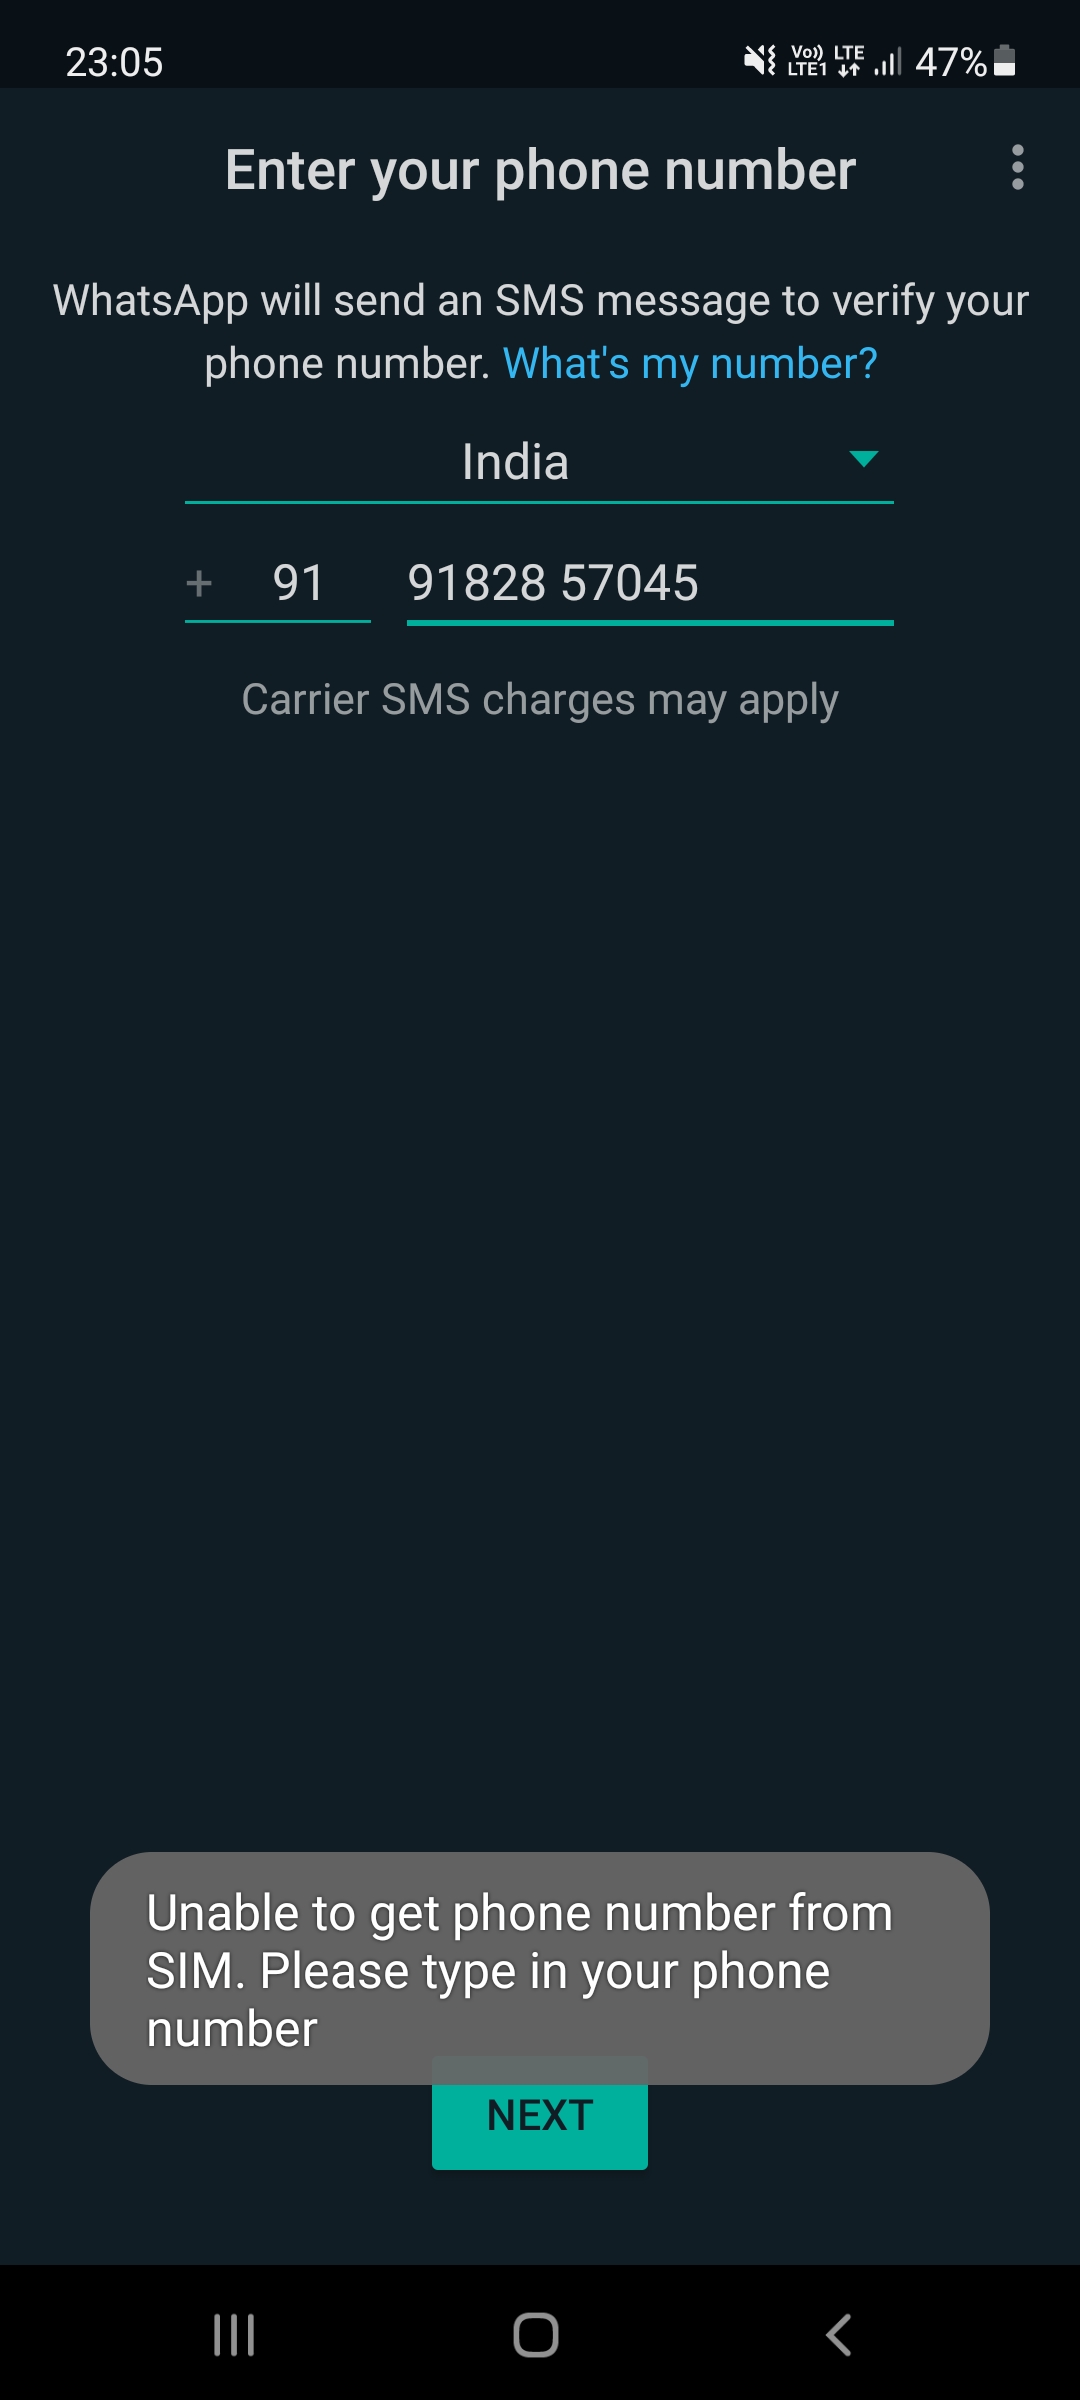 23:05
Vo)) LTE1 LTE 47%
Enter your phone number
WhatsApp will send an SMS message to verify your
phone number. What's my number?
India
+ 91 91828 57045
Carrier SMS charges may apply
Unable to get phone number from
SIM. Please type in your phone
number
NEXT